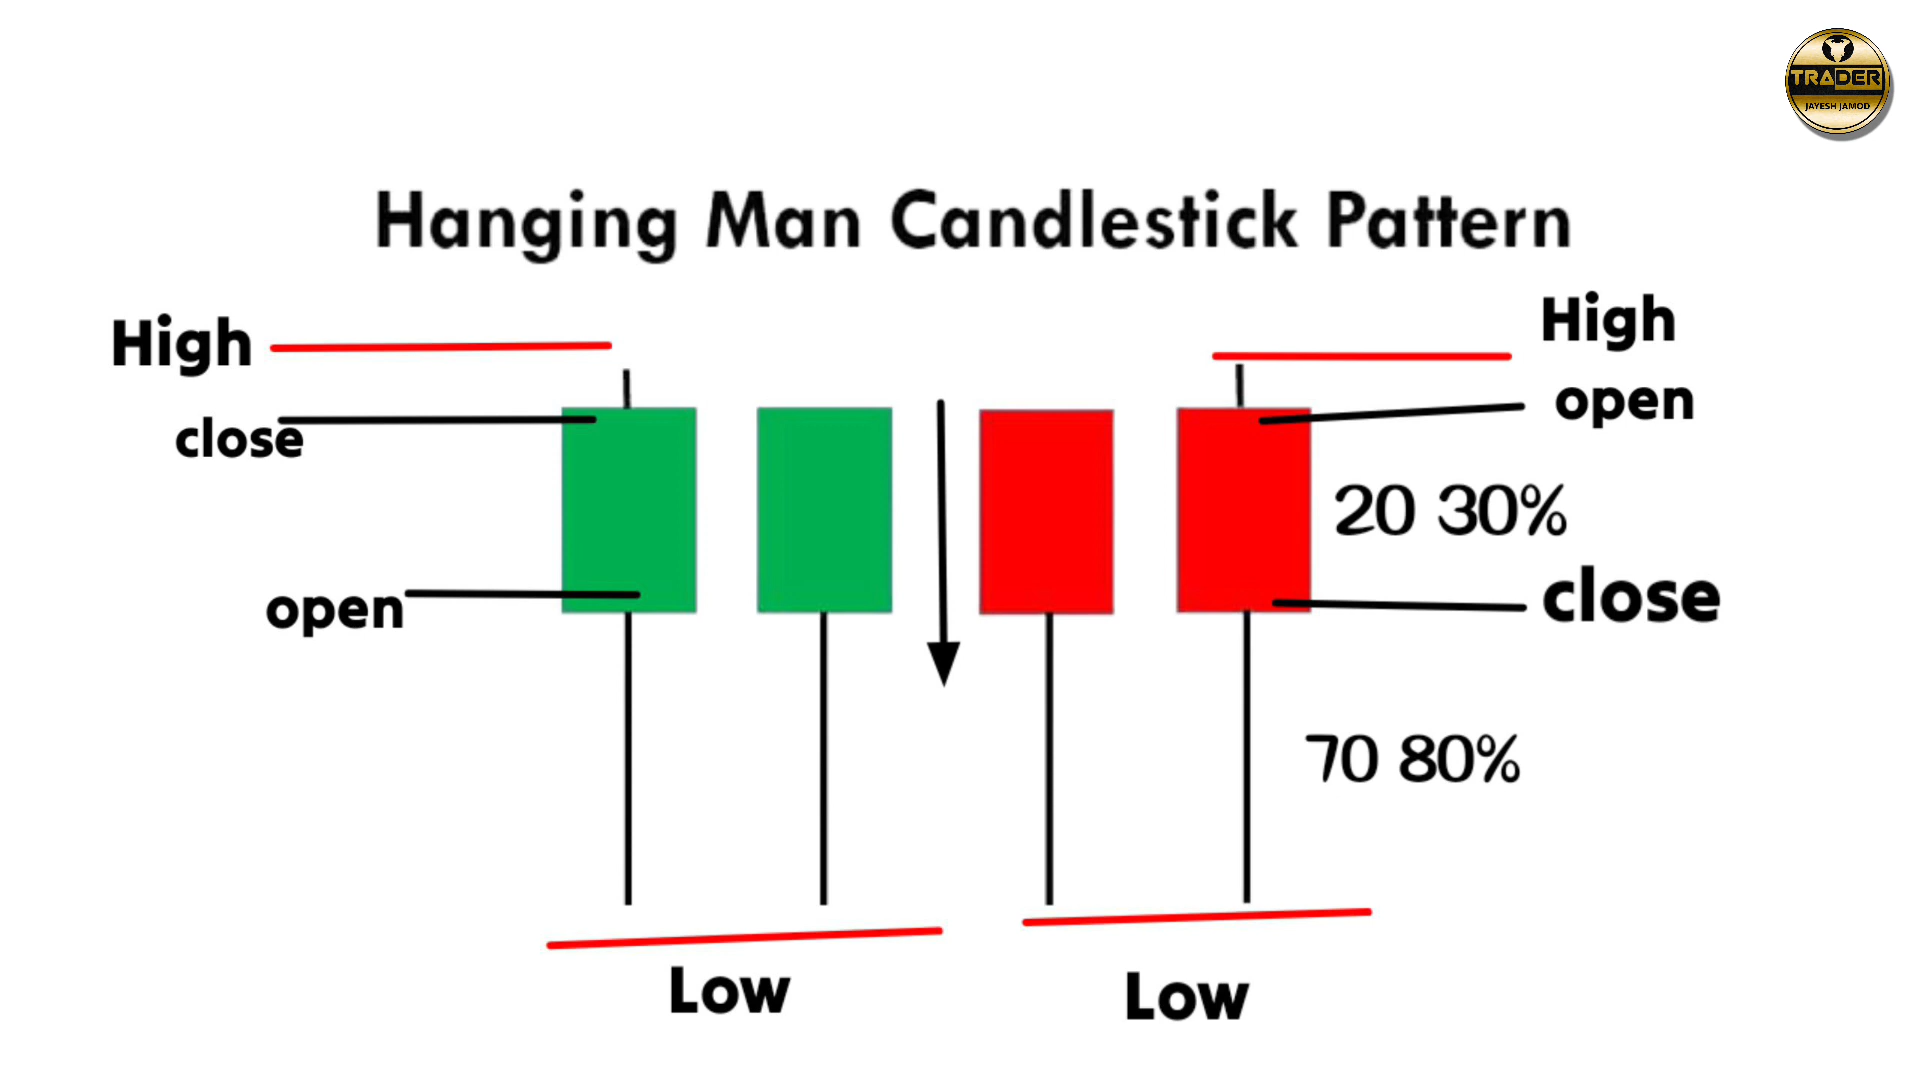 TRADER
JAYESH JAMOD
Hanging Man Candlestick Pattern
High
High
close
open
20 30%
open
close
70 80%
Low
Low